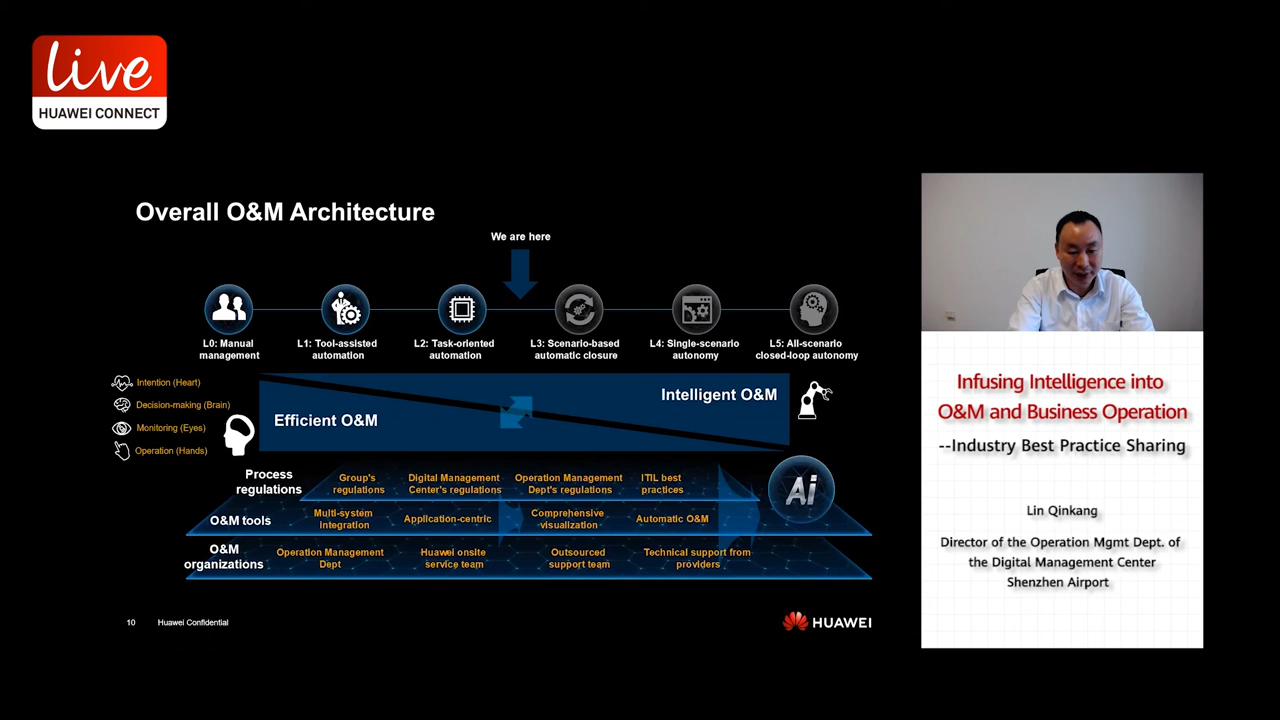 live
HUAWEI CONNECT
Overall O&M Architecture
We are here
L0: Manual
management
L1: Tool-assisted
automation
L2: Task-oriented
automation
L3: Scenario-based
automatic closure
L4: Single-scenario
autonomy
L5: All-scenario
closed-loop autonomy
Intention (Heart)
Decision-making (Brain)
Monitoring (Eyes)
Operation (Hands)
Efficient O&M
Intelligent O&M
Process
regulations
Group's
regulations
Digital Management
Center's regulations
Operation Management
Dept's regulations
ITIL best
practices
Ai
O&M tools
Multi-system
integration
Application-centric
Comprehensive
visualization
Automatic O&M
O&M
organizations
Operation Management
Dept
Huawei onsite
service team
Outsourced
support team
Technical support from
providers
10
Huawei Confidential
HUAWEI
Infusing Intelligence into
O&M and Business Operation
--Industry Best Practice Sharing
Lin Qinkang
Director of the Operation Mgmt Dept. of
the Digital Management Center
Shenzhen Airport